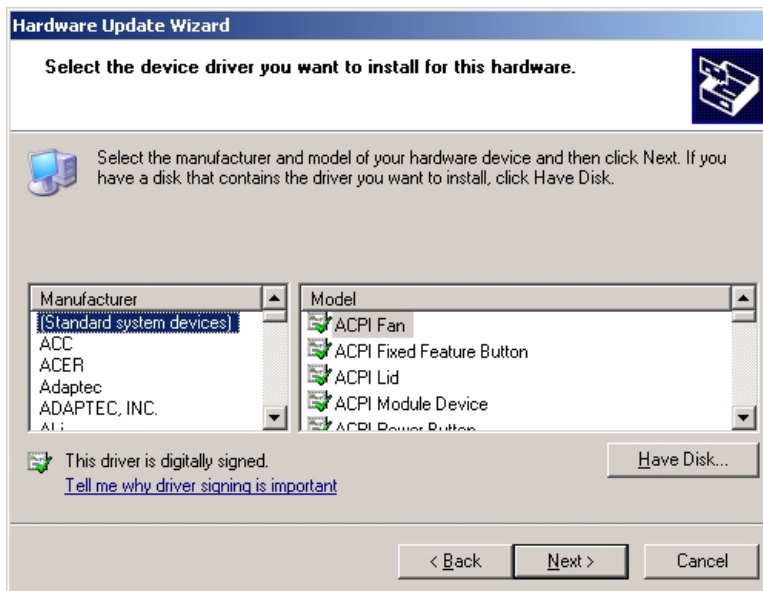 Hardware Update Wizard
Select the device driver you want to install for this hardware.
Select the manufacturer and model of your hardware device and then click Next. If you
have a disk that contains the driver you want to install, click Have Disk.
Manufacturer
(Standard system devices)
ACC
ACER
Adaptec
ADAPTEC, INC.
ALi
Model
ACPI Fan
ACPI Fixed Feature Button
ACPI Lid
ACPI Module Device
ACPI Power Button
This driver is digitally signed.
Tell me why driver signing is important
Have Disk...
< Back
Next >
Cancel